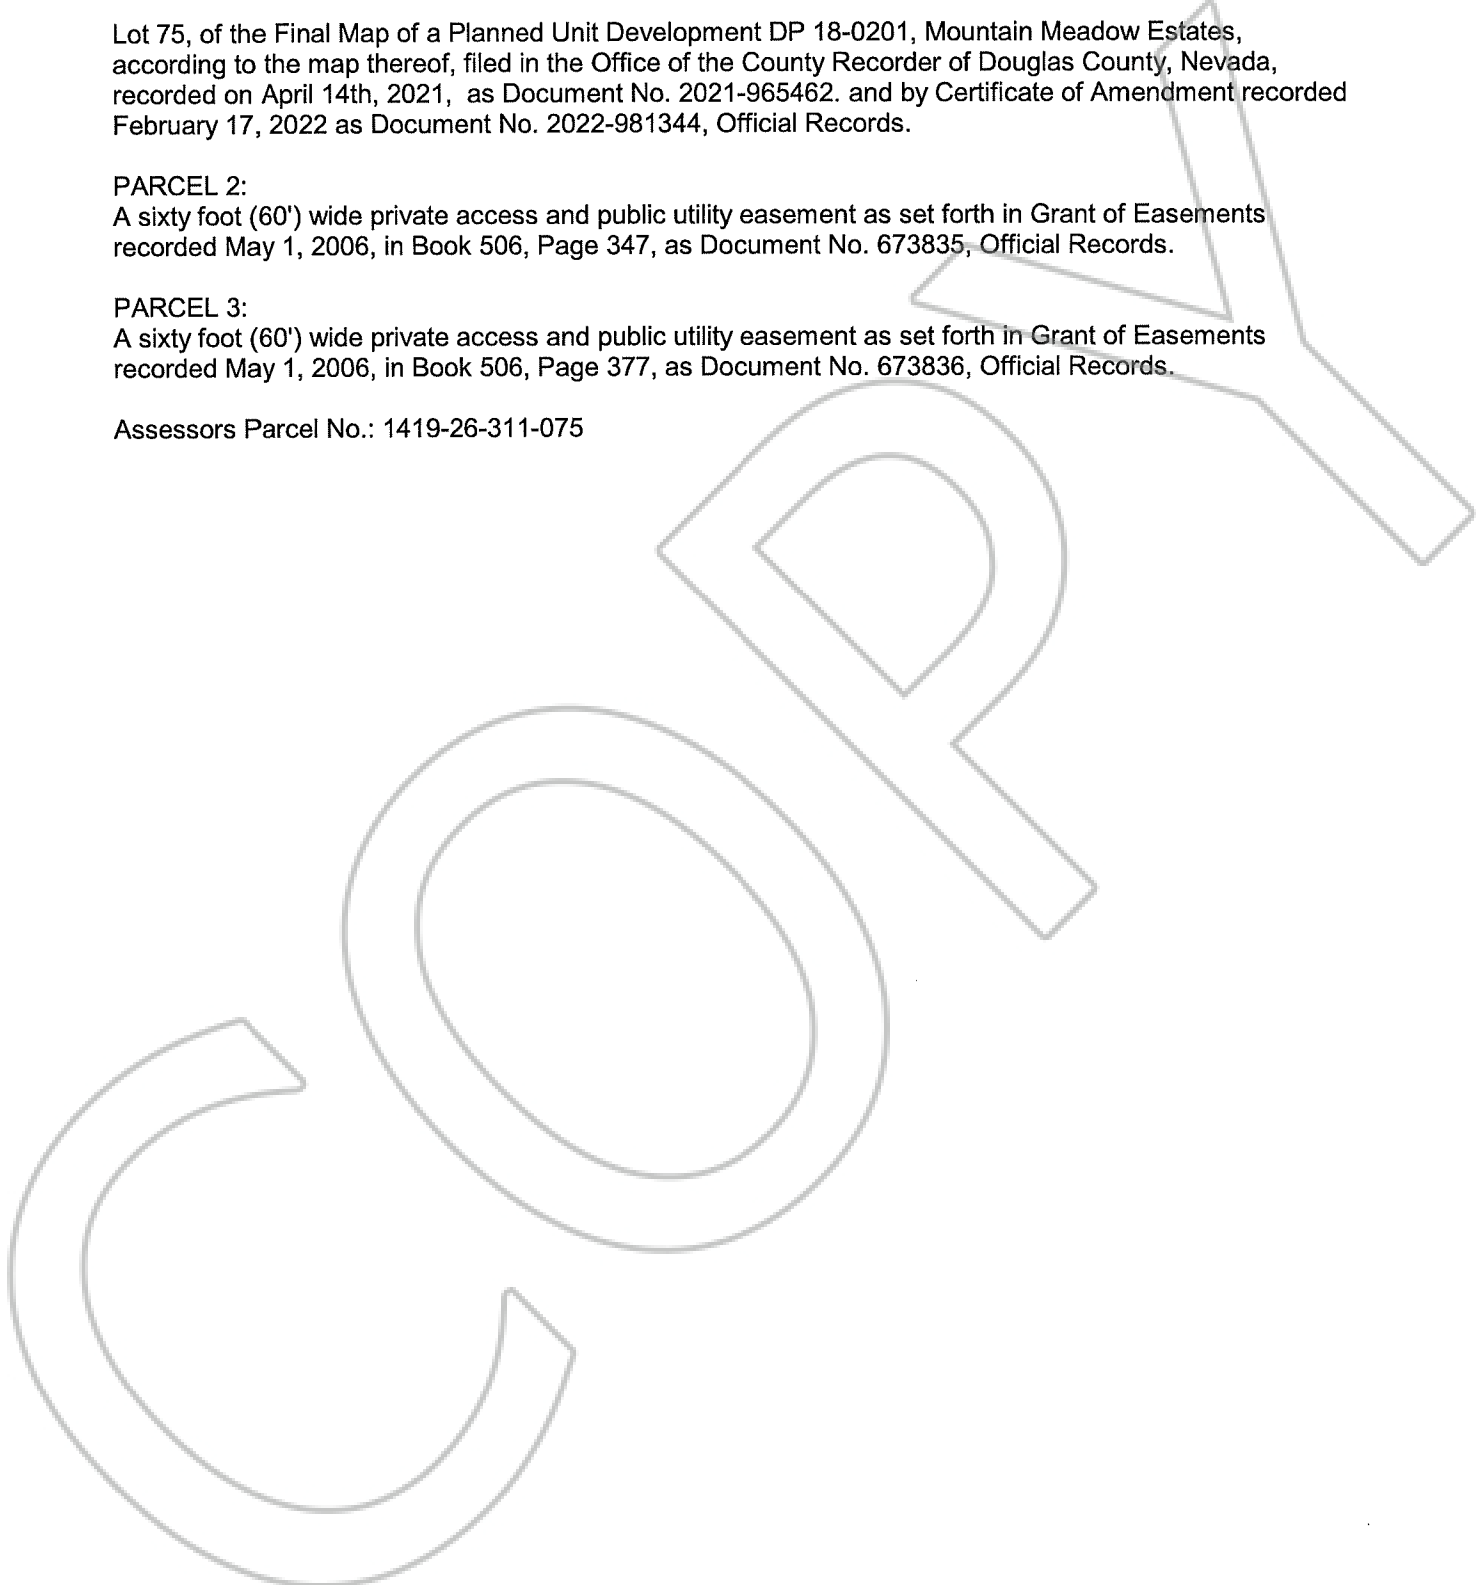 Lot 75, of the Final Map of a Planned Unit Development DP 18-0201, Mountain Meadow Estates,
according to the map thereof, filed in the Office of the County Recorder of Douglas County, Nevada,
recorded on April 14th, 2021,  as Document No. 2021-965462. and by Certificate of Amendment recorded
February 17, 2022 as Document No. 2022-981344, Official Records.
PARCEL 2:
A sixty foot (60') wide private access and public utility easement as set forth in Grant of Easements
recorded May 1, 2006, in Book 506, Page 347, as Document No. 673835, Official Records.
PARCEL 3:
A sixty foot (60') wide private access and public utility easement as set forth in Grant of Easements
recorded May 1, 2006, in Book 506, Page 377, as Document No. 673836, Official Records.
Assessors Parcel No.: 1419-26-311-075
COPY